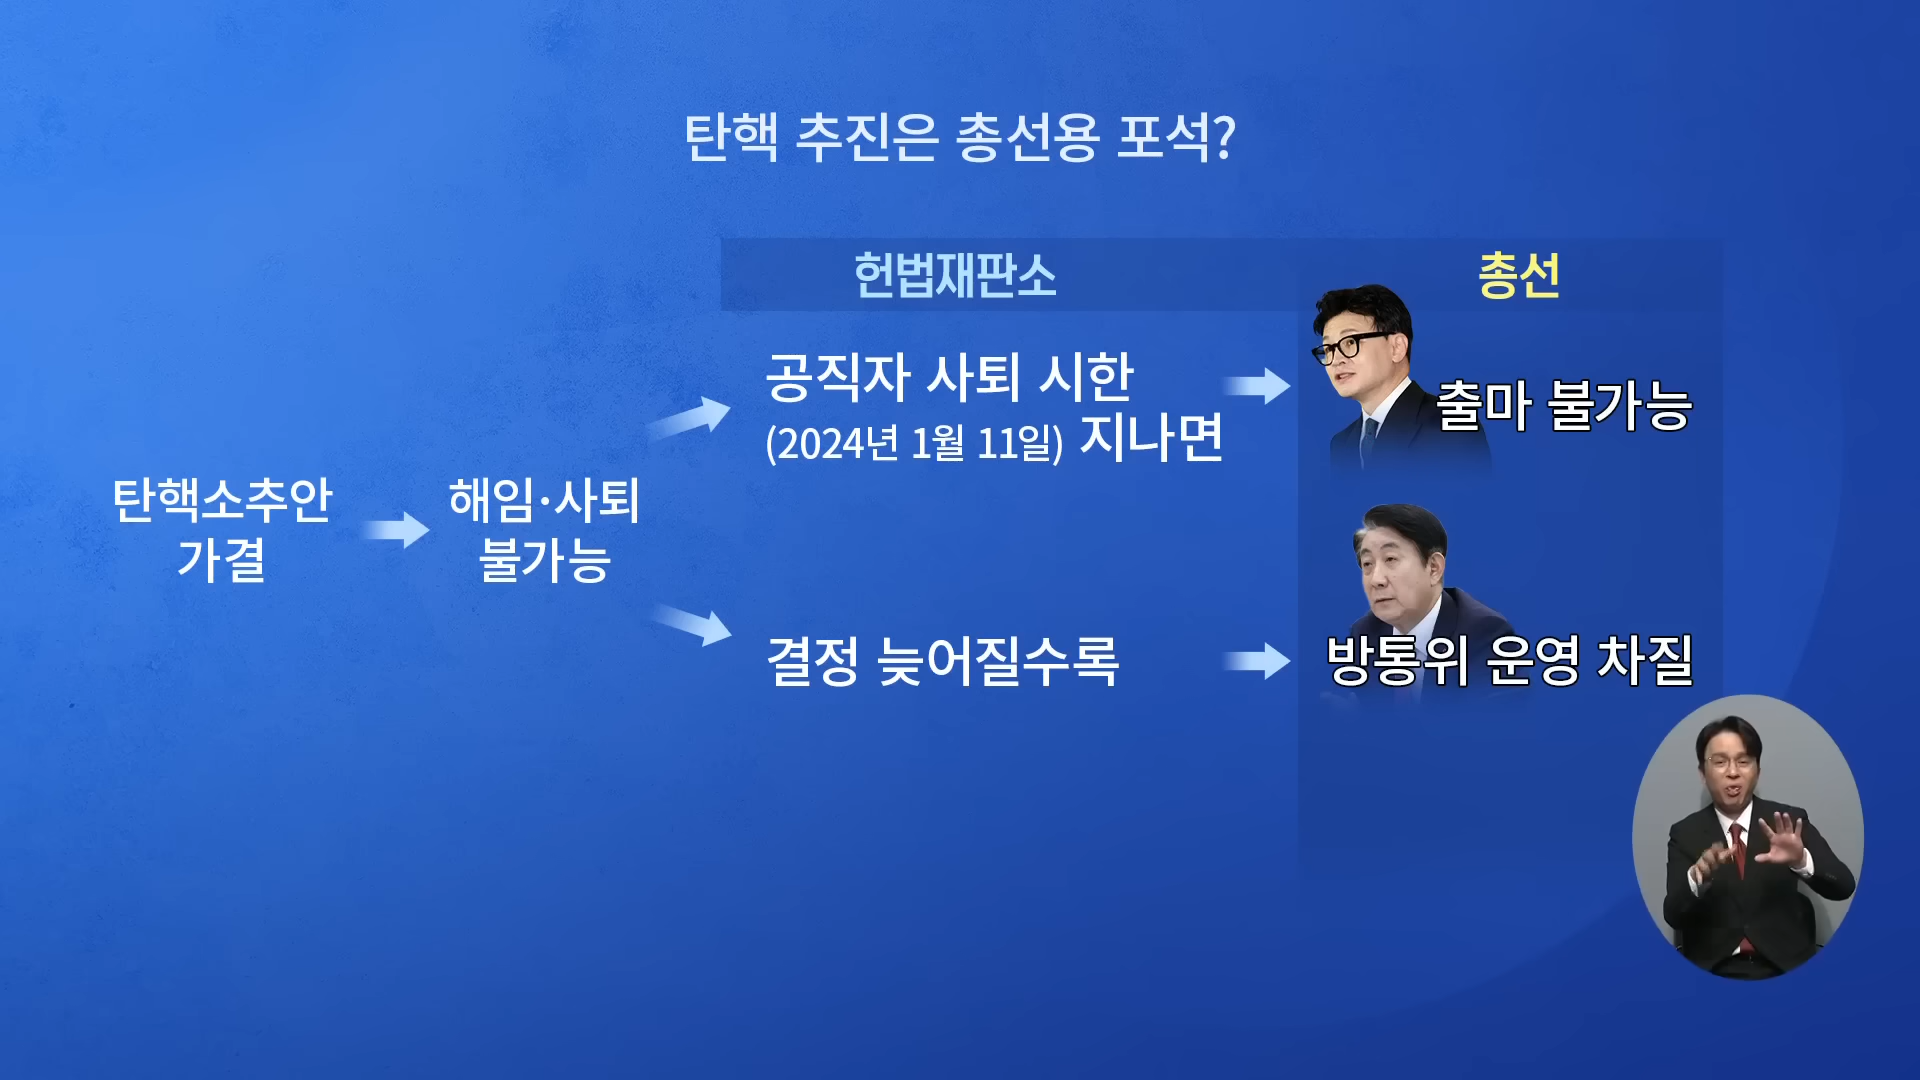 탄핵 추진은 총선용 포석?
헌법재판소
총선
탄핵소추안
가결
해임·사퇴
불가능
공직자 사퇴 시한
(2024년 1월 11일) 지나면
출마 불가능
결정 늦어질수록
방통위 운영 차질